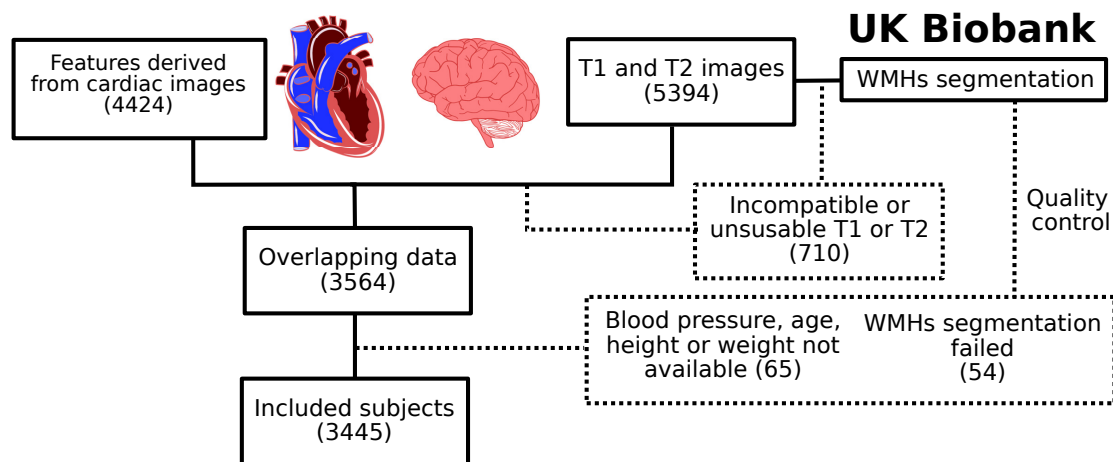 UK Biobank
Features derived
from cardiac images
(4424)
T1 and T2 images
(5394)
WMHs segmentation
Incompatible or
unsusable T1 or T2
(710)
Quality
control
Overlapping data
(3564)
Blood pressure, age,
height or weight not
available (65)
WMHs segmentation
failed
(54)
Included subjects
(3445)